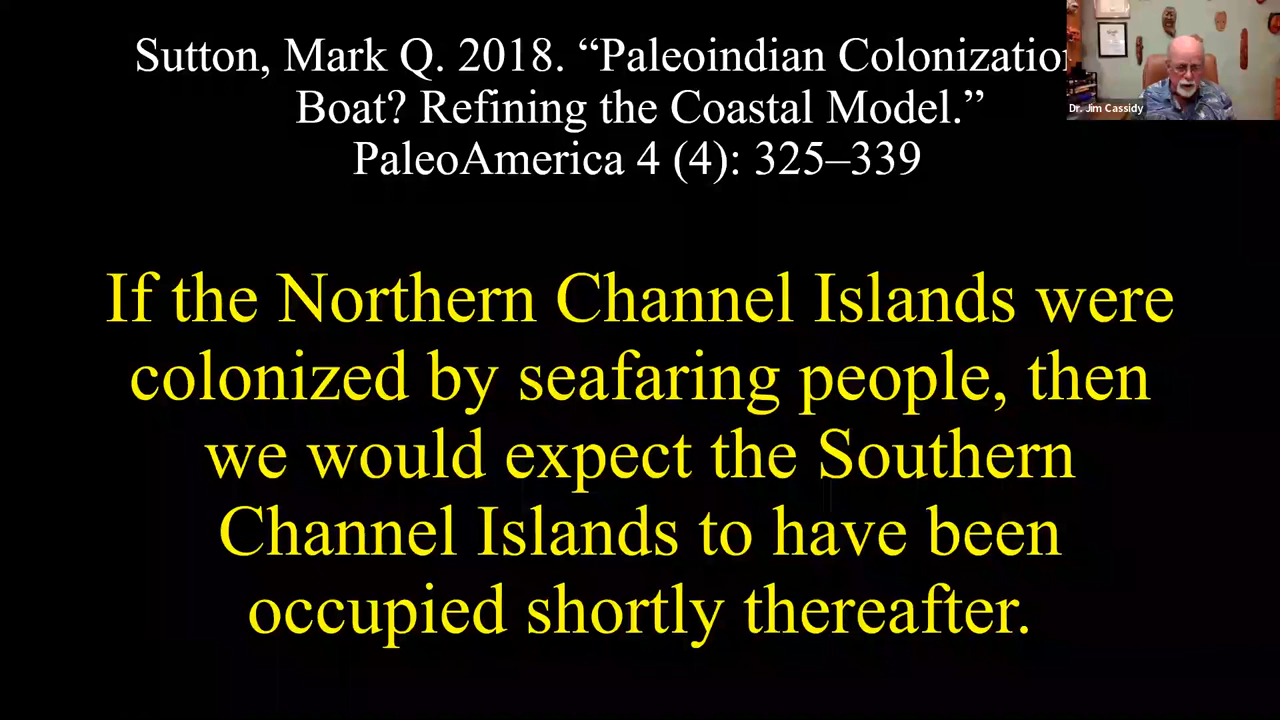 Sutton, Mark Q. 2018. “Paleoindian Colonization
Boat? Refining the Coastal Model.”
PaleoAmerica 4 (4): 325–339
Dr. Jim Cassidy
If the Northern Channel Islands were
colonized by seafaring people, then
we would expect the Southern
Channel Islands to have been
occupied shortly thereafter.